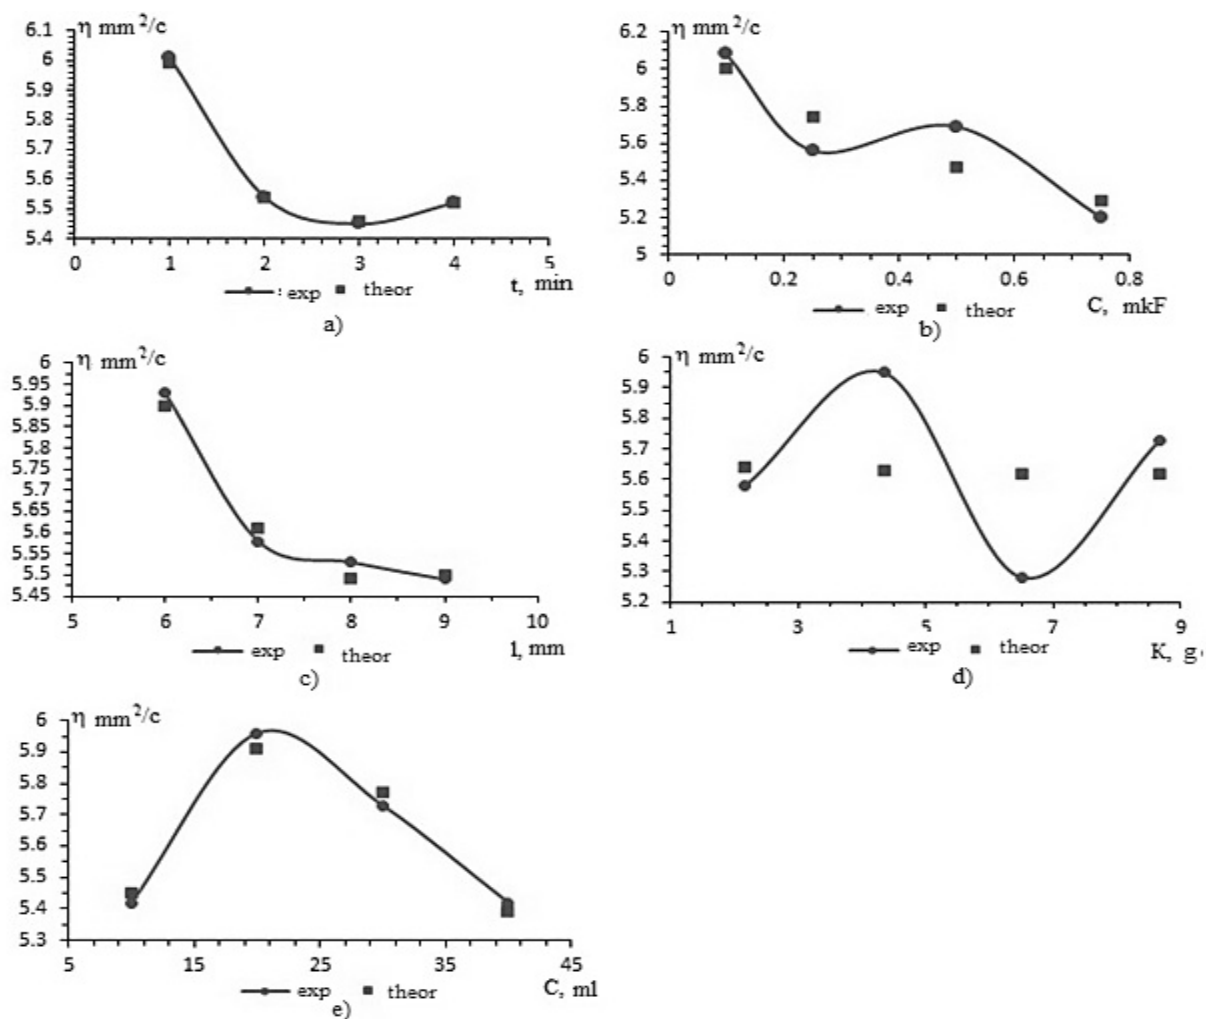 η mm²/c
6.1
6
5.9
5.8
5.7
5.6
5.5
5.4
0 1 2 3 4 5
t, min
: exp theor
a)
η mm²/c
6.2
6
5.8
5.6
5.4
5.2
5
0 0.2 0.4 0.6 0.8
C, mkF
exp theor
b)
η mm²/c
6
5.95
5.9
5.85
5.8
5.75
5.7
5.65
5.6
5.55
5.5
5.45
5 6 7 8 9 10
l, mm
exp theor
c)
η mm²/c
6
5.9
5.8
5.7
5.6
5.5
5.4
5.3
5.2
1 3 5 7 9
K, g
exp theor
d)
η mm²/c
6
5.9
5.8
5.7
5.6
5.5
5.4
5.3
5 15 25 35 45
C, ml
exp theor
e)